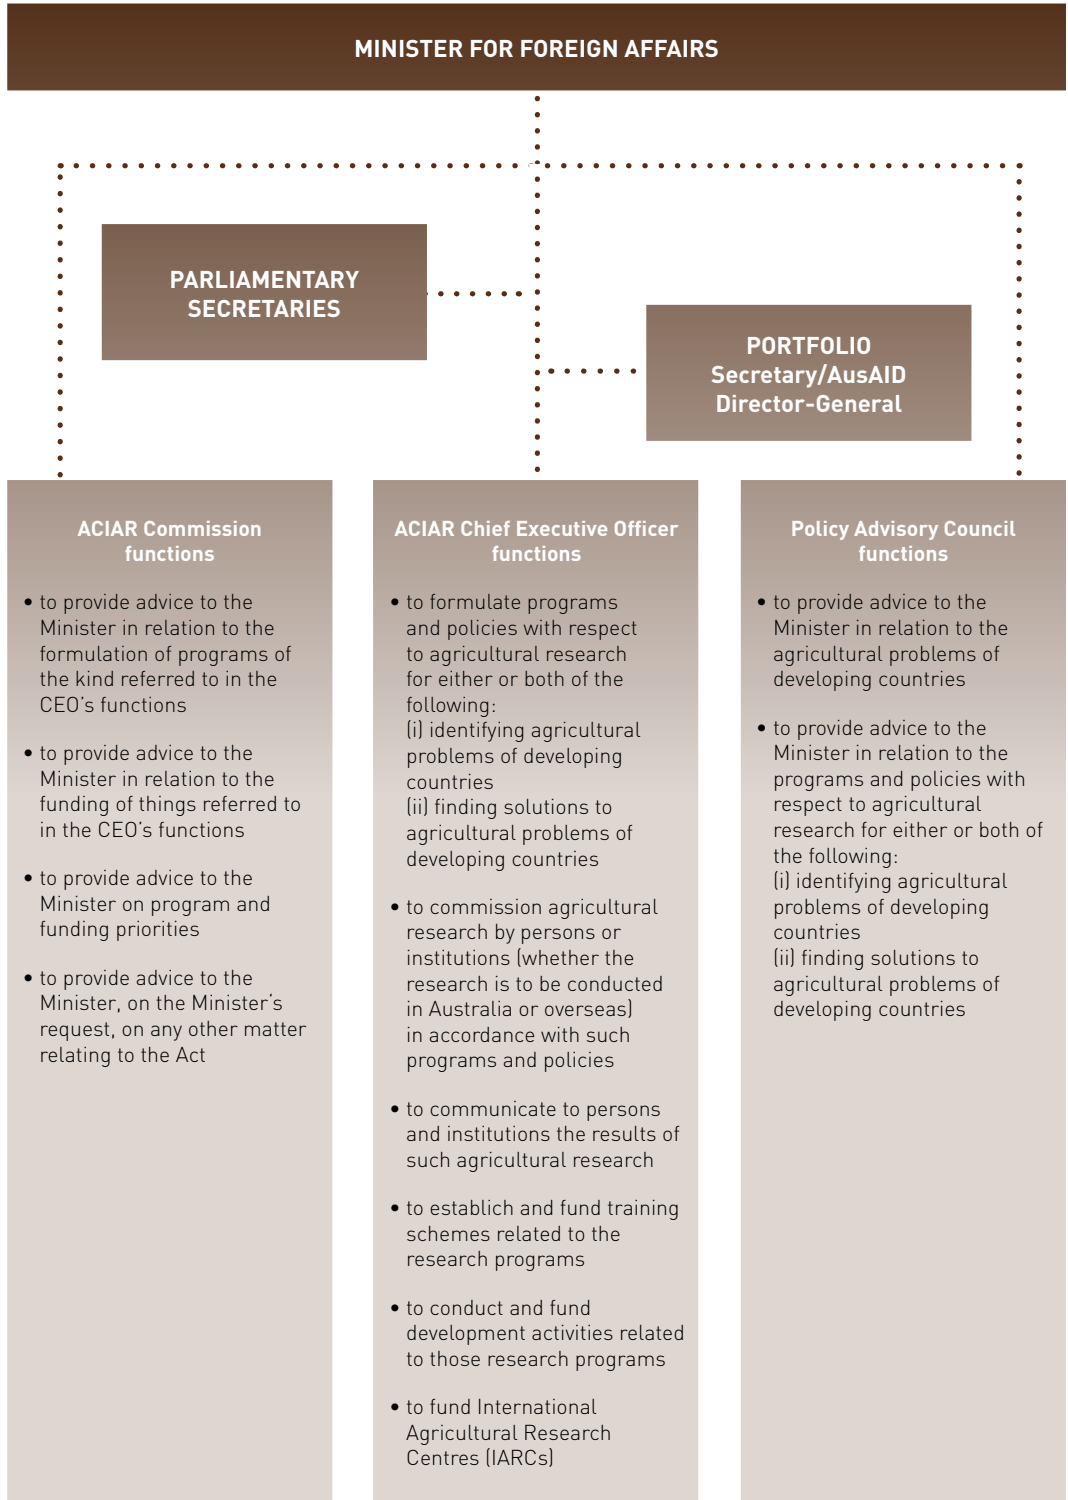 MINISTER FOR FOREIGN AFFAIRS
PARLIAMENTARY
SECRETARIES
PORTFOLIO
Secretary/AusAID
Director-General
ACIAR Commission
functions
• to provide advice to the
Minister in relation to the
formulation of programs of
the kind referred to in the
CEO's functions
• to provide advice to the
Minister in relation to the
funding of things referred to
in the CEO's functions
• to provide advice to the
Minister on program and
funding priorities
• to provide advice to the
Minister, on the Minister's
request, on any other matter
relating to the Act
ACIAR Chief Executive Officer
functions
• to formulate programs
and policies with respect
to agricultural research
for either or both of the
following:
(i) identifying agricultural
problems of developing
countries
(ii) finding solutions to
agricultural problems of
developing countries
• to commission agricultural
research by persons or
institutions (whether the
research is to be conducted
in Australia or overseas)
in accordance with such
programs and policies
• to communicate to persons
and institutions the results of
such agricultural research
• to establich and fund training
schemes related to the
research programs
• to conduct and fund
development activities related
to those research programs
• to fund International
Agricultural Research
Centres (IARCs)
Policy Advisory Council
functions
• to provide advice to the
Minister in relation to the
agricultural problems of
developing countries
• to provide advice to the
Minister in relation to the
programs and policies with
respect to agricultural
research for either or both of
the following:
(i) identifying agricultural
problems of developing
countries
(ii) finding solutions to
agricultural problems of
developing countries